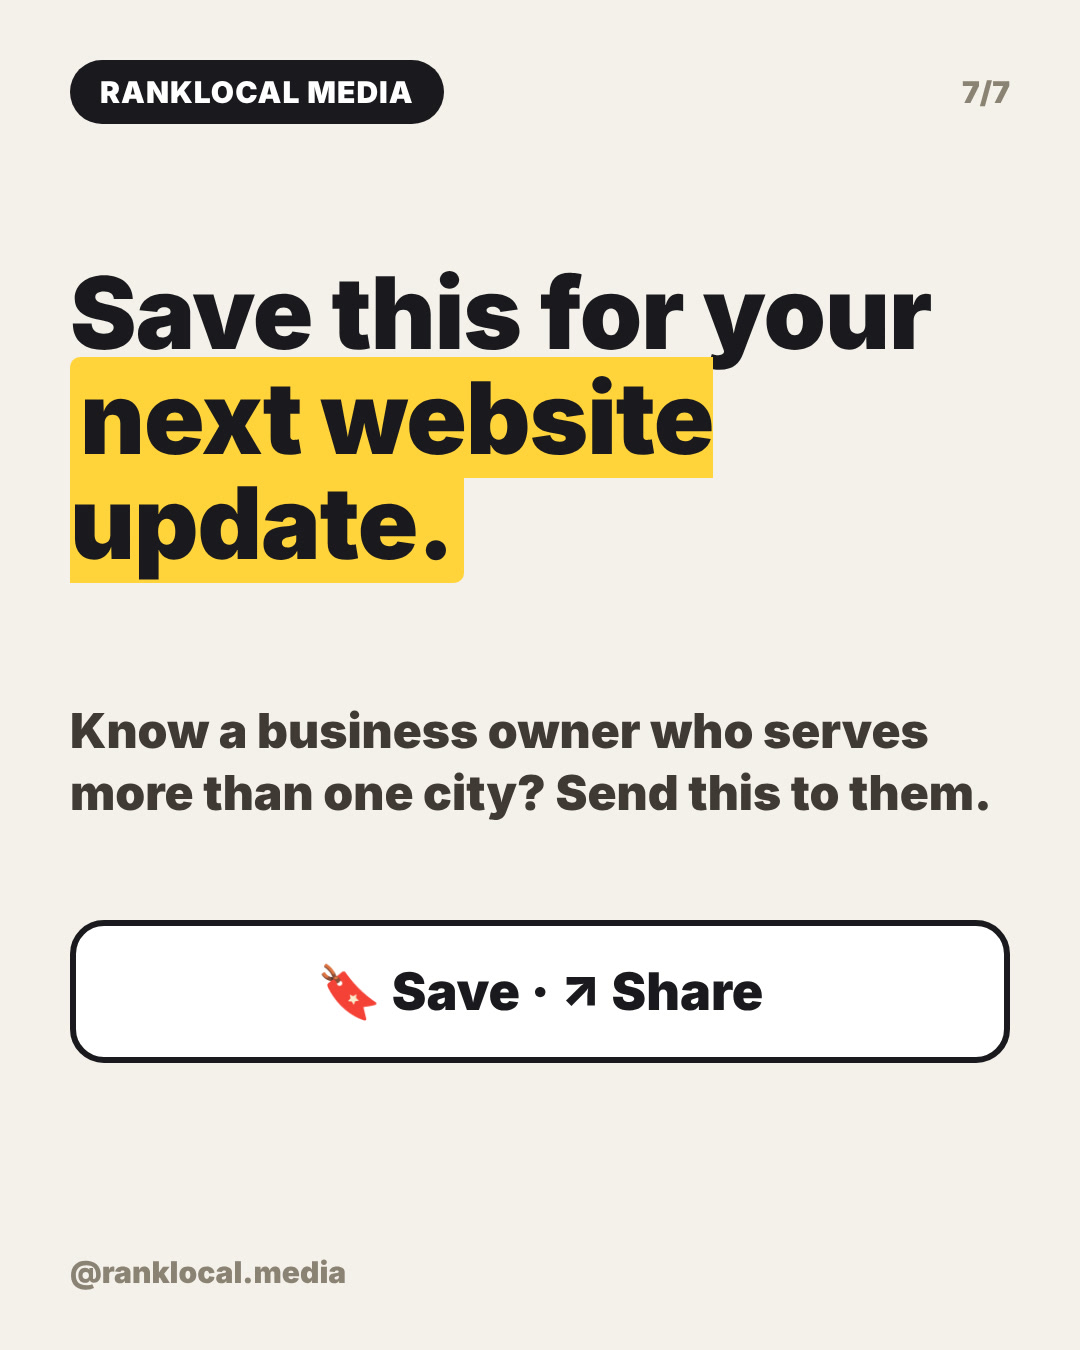 RANKLOCAL MEDIA
7/7
Save this for your
next website
update.
Know a business owner who serves
more than one city? Send this to them.
🔖 Save · ↗ Share
@ranklocal.media